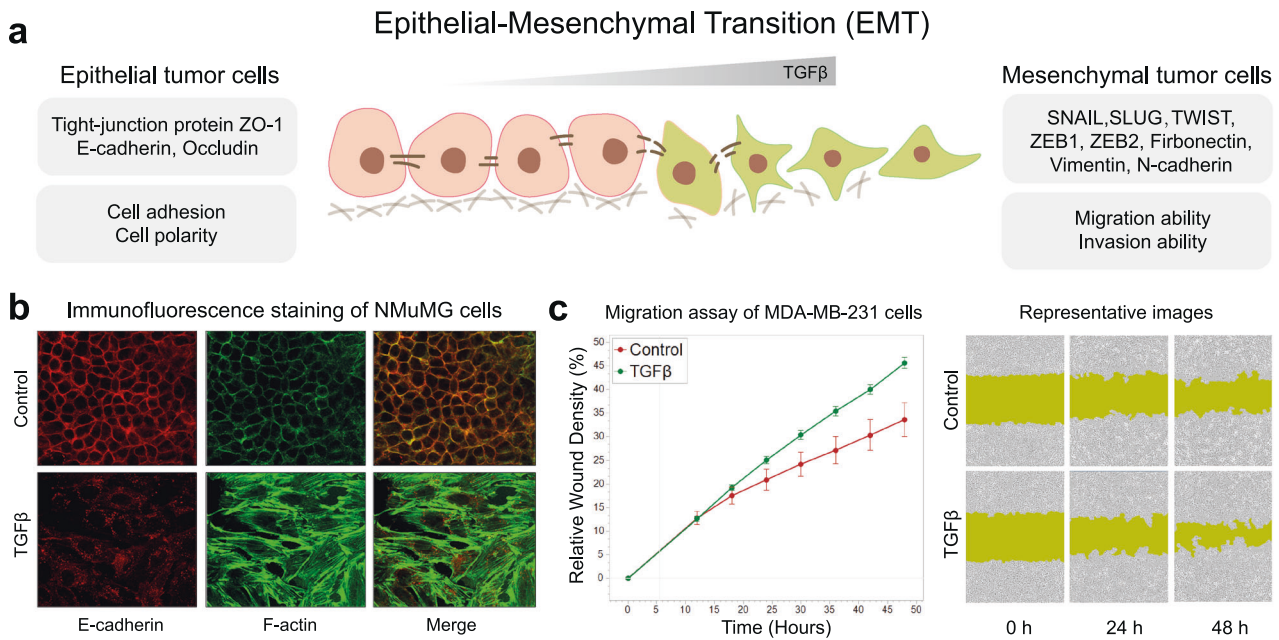 a
Epithelial-Mesenchymal Transition (EMT)
Epithelial tumor cells
Tight-junction protein ZO-1
E-cadherin, Occludin
Cell adhesion
Cell polarity
TGFβ
Mesenchymal tumor cells
SNAIL,SLUG, TWIST,
ZEB1, ZEB2, Firbonectin,
Vimentin, N-cadherin
Migration ability
Invasion ability
b
Immunofluorescence staining of NMuMG cells
Control
TGFβ
E-cadherin
F-actin
Merge
c
Migration assay of MDA-MB-231 cells
Relative Wound Density (%)
50
45
40
35
30
25
20
15
10
5
0
Control
TGFβ
0
5
10
15
20
25
30
35
40
45
50
Time (Hours)
Representative images
Control
TGFβ
0 h
24 h
48 h